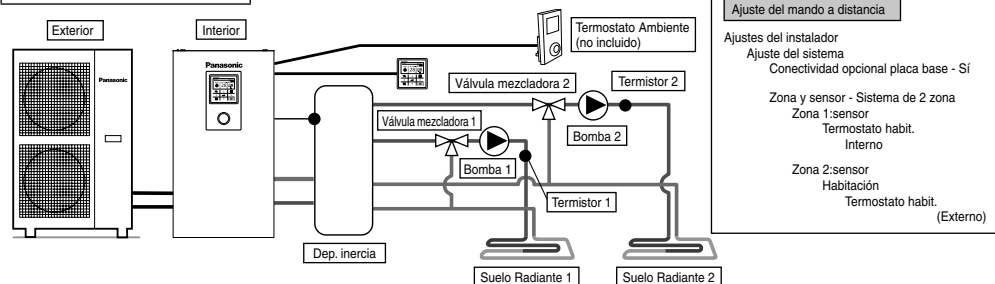 Exterior
Interior
Panasonic
Panasonic
Termostato Ambiente
(no incluido)
Válvula mezcladora 2
Termistor 2
Válvula mezcladora 1
Bomba 2
Bomba 1
Termistor 1
Dep. inercia
Suelo Radiante 1
Suelo Radiante 2
Ajuste del mando a distancia
Ajustes del instalador
Ajuste del sistema
Conectividad opcional placa base - Sí
Zona y sensor - Sistema de 2 zona
Zona 1:sensor
Termostato habit.
Interno
Zona 2:sensor
Habitación
Termostato habit.
(Externo)